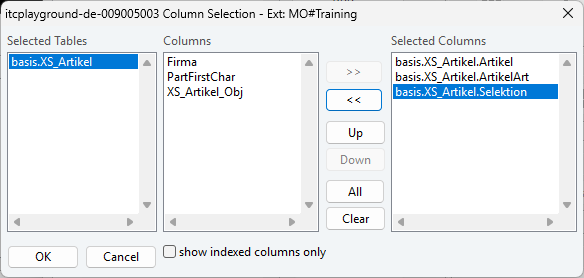 itcplayground-de-009005003 Column Selection - Ext: MO#Training
Selected Tables
Columns
Selected Columns
basis.XS_Artikel
Firma
PartFirstChar
XS_Artikel_Obj
>>
<<
Up
Down
All
Clear
basis.XS_Artikel.Artikel
basis.XS_Artikel.ArtikelArt
basis.XS_Artikel.Selektion
OK
Cancel
show indexed columns only